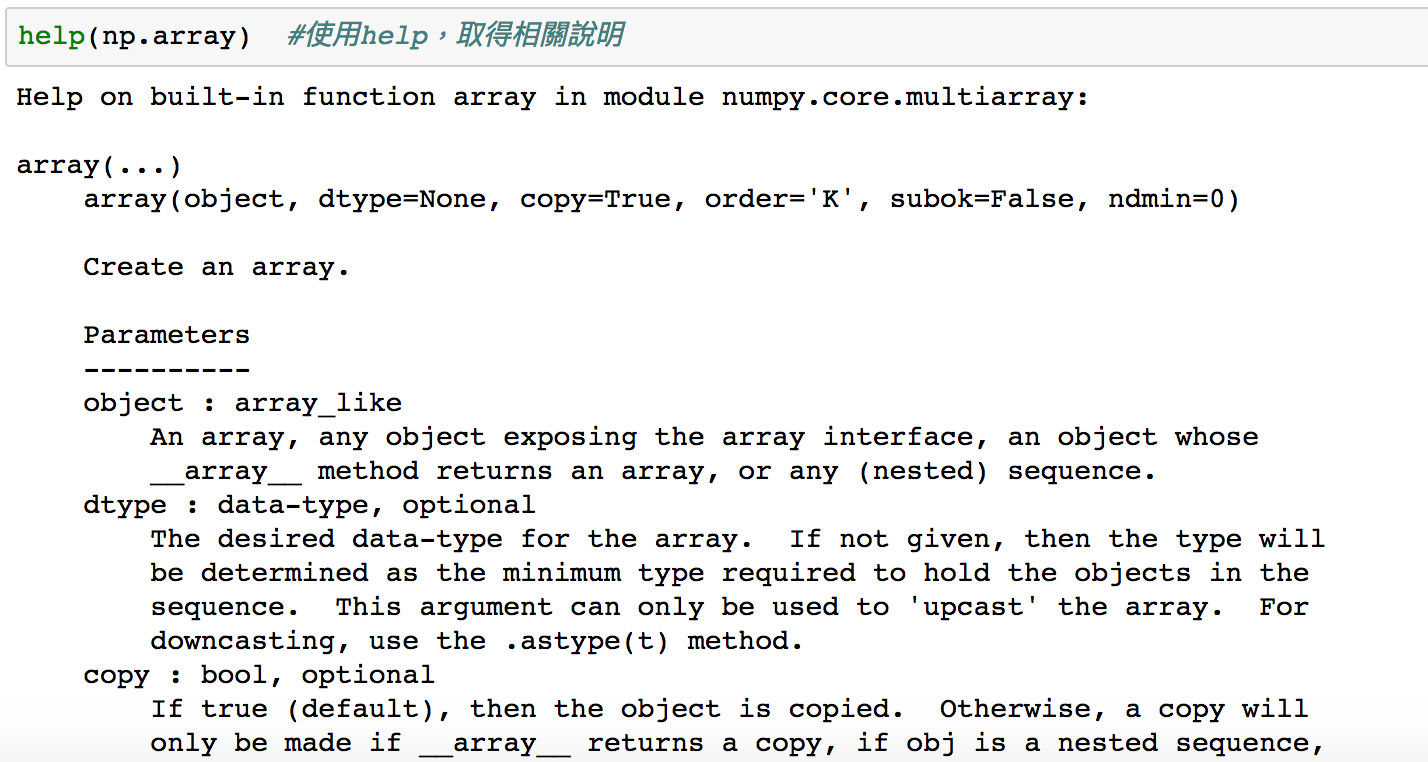 help(np.array)  #使用help，取得相關說明
Help on built-in function array in module numpy.core.multiarray:
array(...)
    array(object, dtype=None, copy=True, order='K', subok=False, ndmin=0)
    Create an array.
    Parameters
    ----------
    object : array_like
        An array, any object exposing the array interface, an object whose
        __array__ method returns an array, or any (nested) sequence.
    dtype : data-type, optional
        The desired data-type for the array.  If not given, then the type will
        be determined as the minimum type required to hold the objects in the
        sequence.  This argument can only be used to 'upcast' the array.  For
        downcasting, use the .astype(t) method.
    copy : bool, optional
        If true (default), then the object is copied.  Otherwise, a copy will
        only be made if __array__ returns a copy, if obj is a nested sequence,